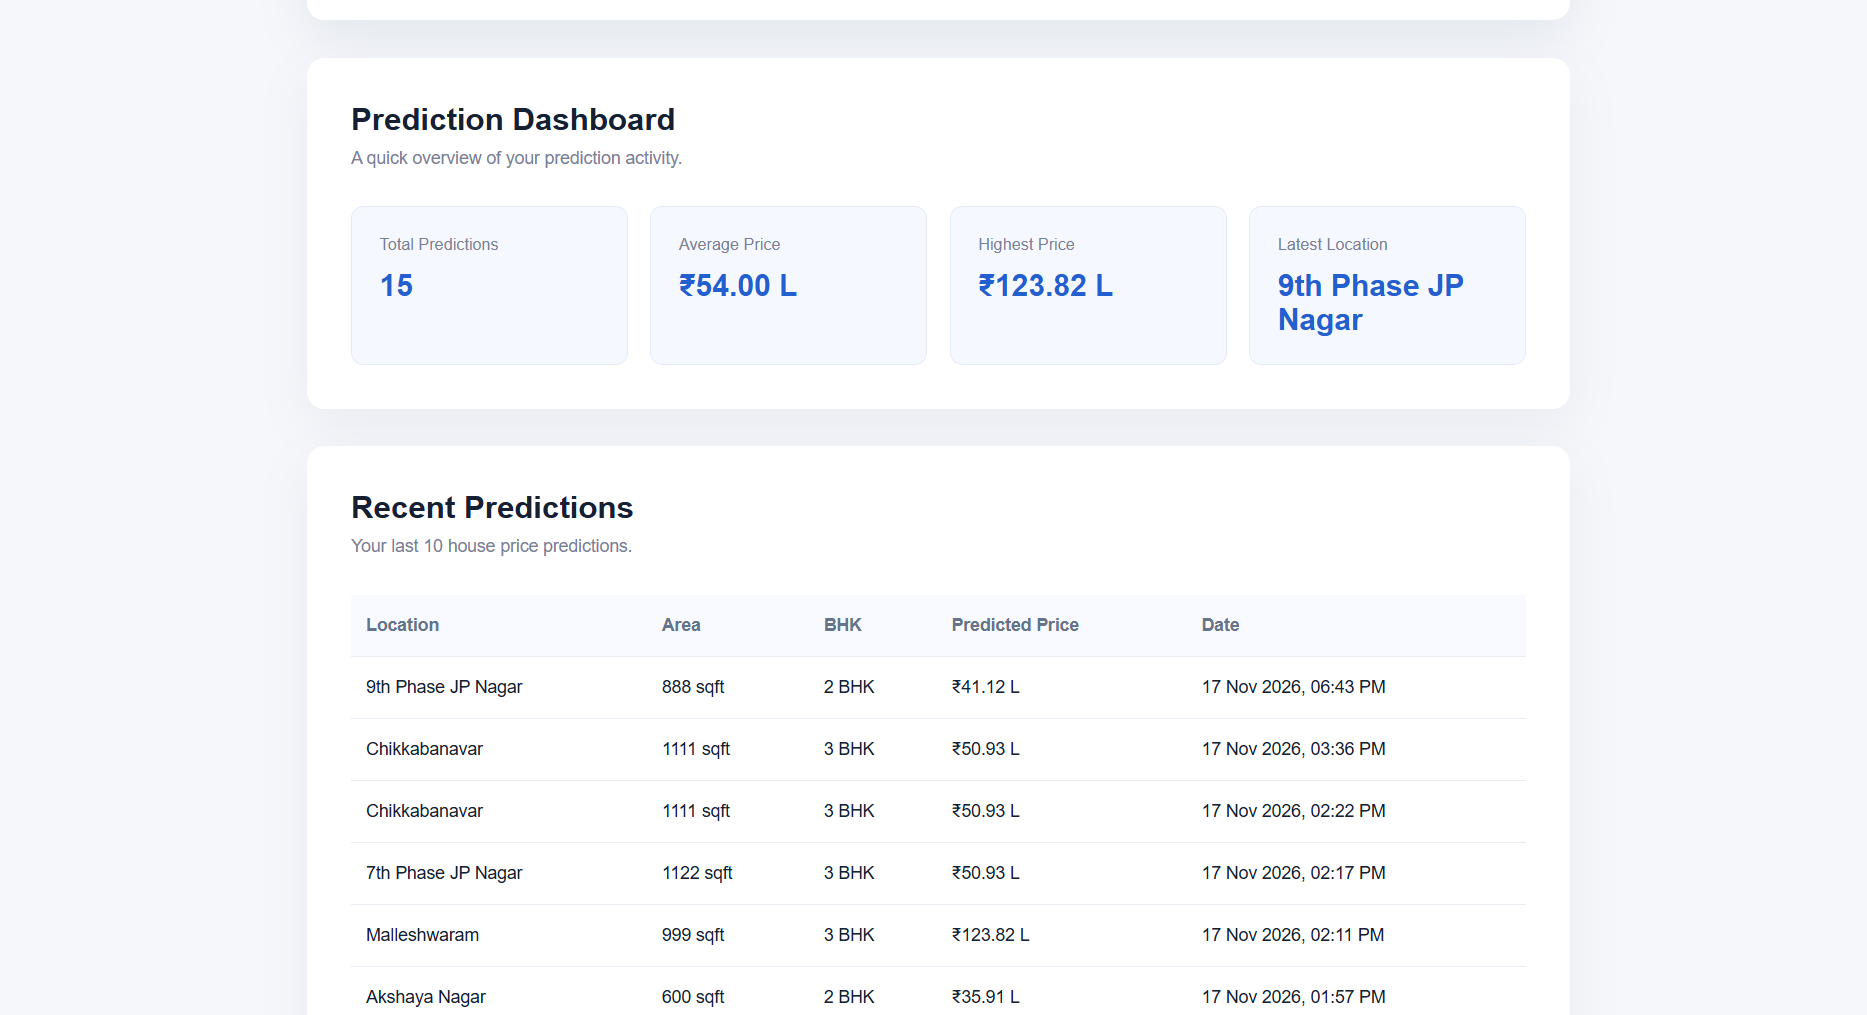 Prediction Dashboard
A quick overview of your prediction activity.
Total Predictions
15
Average Price
₹54.00 L
Highest Price
₹123.82 L
Latest Location
9th Phase JP
Nagar
Recent Predictions
Your last 10 house price predictions.
Location Area BHK Predicted Price Date
9th Phase JP Nagar 888 sqft 2 BHK ₹41.12 L 17 Nov 2026, 06:43 PM
Chikkabanavar 1111 sqft 3 BHK ₹50.93 L 17 Nov 2026, 03:36 PM
Chikkabanavar 1111 sqft 3 BHK ₹50.93 L 17 Nov 2026, 02:22 PM
7th Phase JP Nagar 1122 sqft 3 BHK ₹50.93 L 17 Nov 2026, 02:17 PM
Malleshwaram 999 sqft 3 BHK ₹123.82 L 17 Nov 2026, 02:11 PM
Akshaya Nagar 600 sqft 2 BHK ₹35.91 L 17 Nov 2026, 01:57 PM